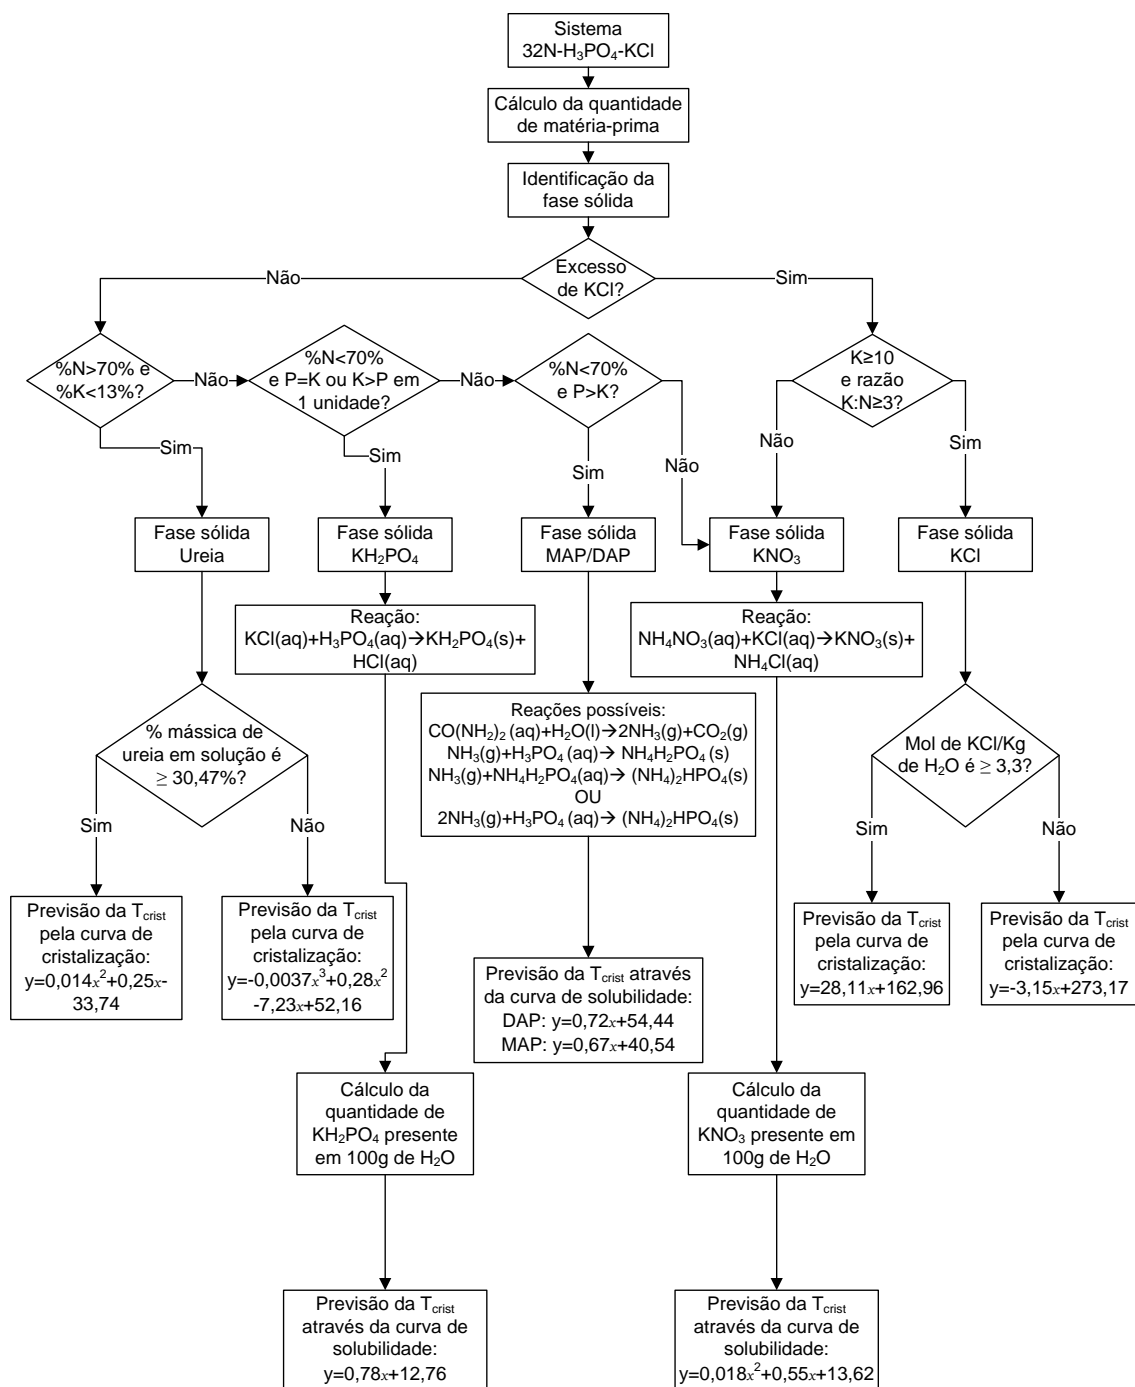 Sistema
32N-H₃PO₄-KCl
Cálculo da quantidade
de matéria-prima
Identificação da
fase sólida
Excesso
de KCl?
Não
Sim
%N>70% e
%K<13%?
Não
%N<70%
e P=K ou K>P em
1 unidade?
Não
%N<70%
e P>K?
K≥10
e razão
K:N≥3?
Sim
Sim
Sim
Não
Não
Sim
Fase sólida
Ureia
Fase sólida
KH₂PO₄
Fase sólida
MAP/DAP
Fase sólida
KNO₃
Fase sólida
KCl
Reação:
KCl(aq)+H₃PO₄(aq)→KH₂PO₄(s)+
HCl(aq)
Reação:
NH₄NO₃(aq)+KCl(aq)→KNO₃(s)+
NH₄Cl(aq)
Reações possíveis:
CO(NH₂)₂ (aq)+H₂O(l)→2NH₃(g)+CO₂(g)
NH₃(g)+H₃PO₄ (aq)→ NH₄H₂PO₄ (s)
NH₃(g)+NH₄H₂PO₄(aq)→ (NH₄)₂HPO₄(s)
OU
2NH₃(g)+H₃PO₄ (aq)→ (NH₄)₂HPO₄(s)
% mássica de
ureia em solução é
≥ 30,47%?
Mol de KCl/Kg
de H₂O é ≥ 3,3?
Sim
Não
Sim
Não
Previsão da T_crist
pela curva de
cristalização:
y=0,014x²+0,25x-
33,74
Previsão da T_crist
pela curva de
cristalização:
y=-0,0037x³+0,28x²
-7,23x+52,16
Previsão da T_crist através
da curva de solubilidade:
DAP: y=0,72x+54,44
MAP: y=0,67x+40,54
Previsão da T_crist
pela curva de
cristalização:
y=28,11x+162,96
Previsão da T_crist
pela curva de
cristalização:
y=-3,15x+273,17
Cálculo da
quantidade de
KH₂PO₄ presente
em 100g de H₂O
Cálculo da
quantidade de
KNO₃ presente em
100g de H₂O
Previsão da T_crist
através da curva de
solubilidade:
y=0,78x+12,76
Previsão da T_crist
através da curva de
solubilidade:
y=0,018x²+0,55x+13,62